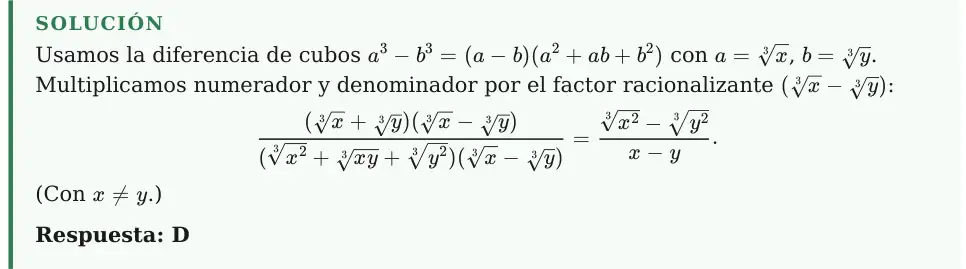 SOLUCIÓN
Usamos la diferencia de cubos a³ − b³ = (a − b)(a² + ab + b²) con a = ∛x, b = ∛y.
Multiplicamos numerador y denominador por el factor racionalizante (∛x − ∛y):
(∛x + ∛y)(∛x − ∛y) / (∛x² + ∛xy + ∛y²)(∛x − ∛y) = ∛x² − ∛y² / x − y.
(Con x ≠ y.)
Respuesta: D